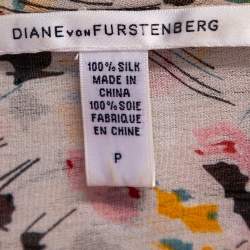 DIANE von FURSTENBERG
100% SILK
MADE IN
CHINA
100% SOIE
FABRIQUE
EN CHINE
P